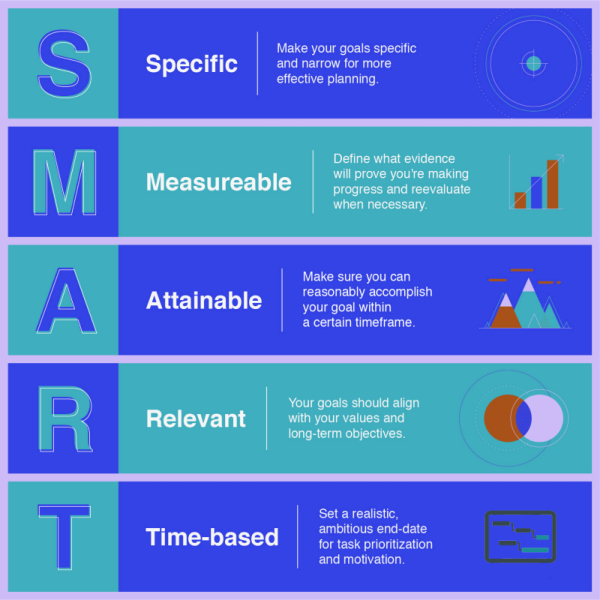 S
Specific
Make your goals specific
and narrow for more
effective planning.
M
Measureable
Define what evidence
will prove you're making
progress and reevaluate
when necessary.
A
Attainable
Make sure you can
reasonably accomplish
your goal within
a certain timeframe.
R
Relevant
Your goals should align
with your values and
long-term objectives.
T
Time-based
Set a realistic,
ambitious end-date
for task prioritization
and motivation.